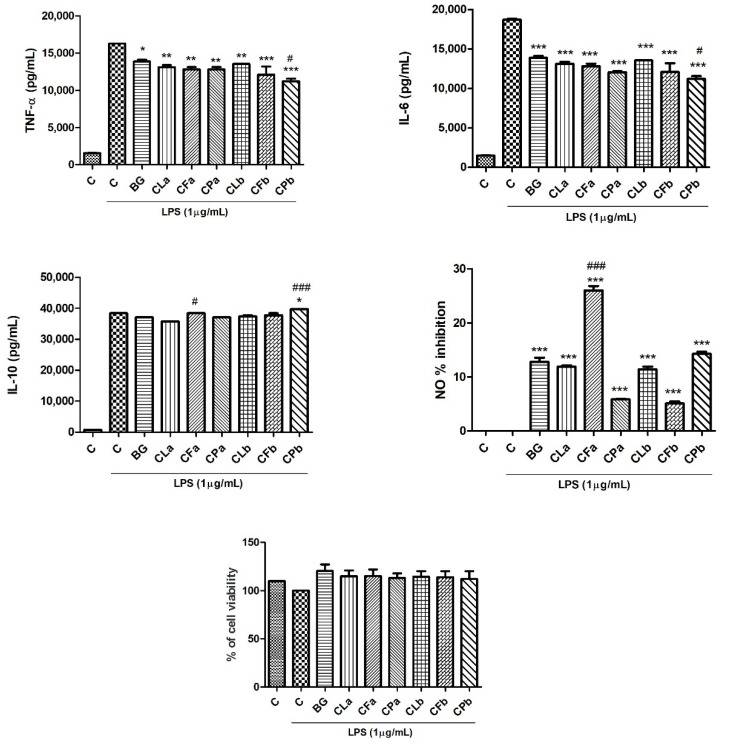 20,000
15,000
10,000
5,000
0
TNF-α (pg/mL)
*
**
**
**
**
***
#
***
C
C
BG
CLa
CFa
CPa
CLb
CFb
CPb
LPS (1µg/mL)
20,000
15,000
10,000
5,000
0
IL-6 (pg/mL)
***
***
***
***
***
***
#
***
C
C
BG
CLa
CFa
CPa
CLb
CFb
CPb
LPS (1µg/mL)
50,000
40,000
30,000
20,000
10,000
0
IL-10 (pg/mL)
#
###
*
C
C
BG
CLa
CFa
CPa
CLb
CFb
CPb
LPS (1µg/mL)
30
20
10
0
NO % inhibition
***
***
###
***
***
***
***
***
C
C
BG
CLa
CFa
CPa
CLb
CFb
CPb
LPS (1µg/mL)
150
100
50
0
% of cell viability
C
C
BG
CLa
CFa
CPa
CLb
CFb
CPb
LPS (1µg/mL)